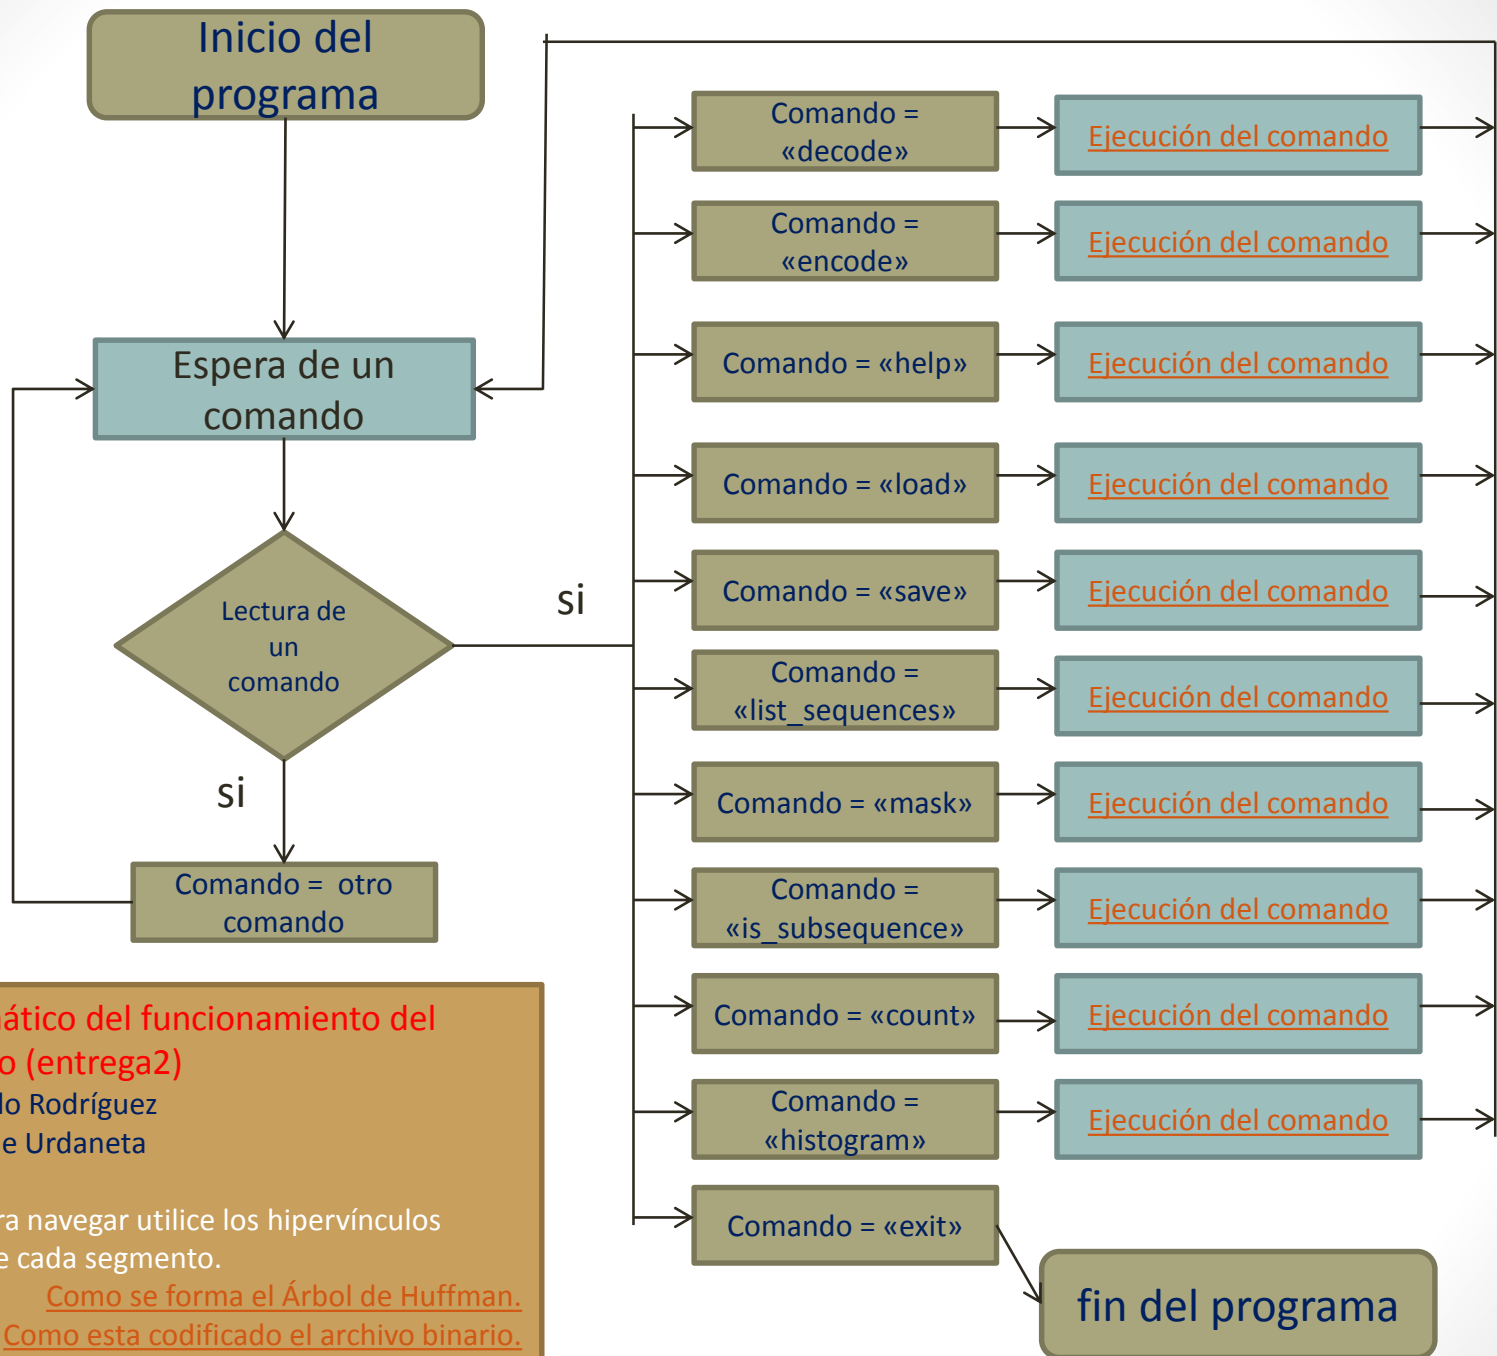 Inicio del
programa
Espera de un
comando
Lectura de
un
comando
si
si
Comando = otro
comando
Comando =
«decode»
Ejecución del comando
Comando =
«encode»
Ejecución del comando
Comando = «help»
Ejecución del comando
Comando = «load»
Ejecución del comando
Comando = «save»
Ejecución del comando
Comando =
«list_sequences»
Ejecución del comando
Comando = «mask»
Ejecución del comando
Comando =
«is_subsequence»
Ejecución del comando
Comando = «count»
Ejecución del comando
Comando =
«histogram»
Ejecución del comando
Comando = «exit»
fin del programa
del funcionamiento del
(entrega2)
Rodríguez
Urdaneta
navegar utilice los hipervínculos
cada segmento.
Como se forma el Árbol de Huffman.
Como esta codificado el archivo binario.